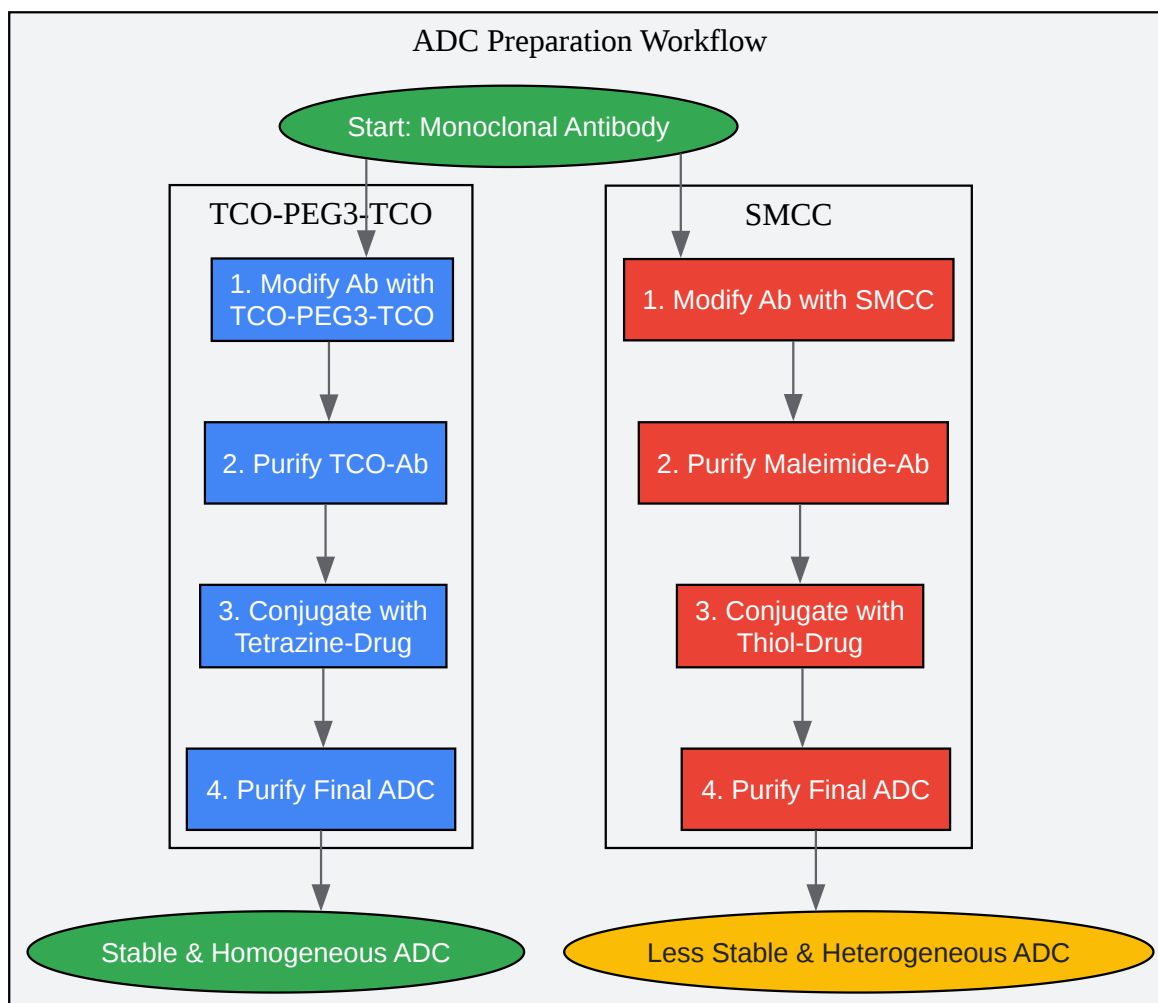 ADC Preparation Workflow
Start: Monoclonal Antibody
TCO-PEG3-TCO
1. Modify Ab with
TCO-PEG3-TCO
2. Purify TCO-Ab
3. Conjugate with
Tetrazine-Drug
4. Purify Final ADC
Stable & Homogeneous ADC
SMCC
1. Modify Ab with SMCC
2. Purify Maleimide-Ab
3. Conjugate with
Thiol-Drug
4. Purify Final ADC
Less Stable & Heterogeneous ADC